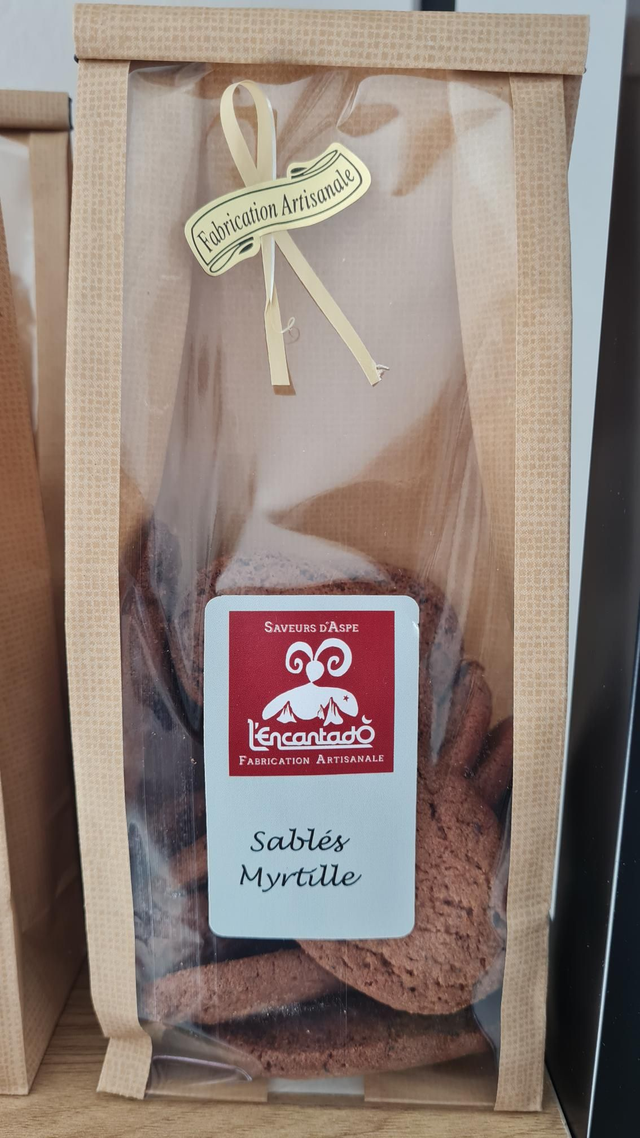 Fabrication Artisanale
SAVEURS D'ASPE
L'EncantadÒ
FABRICATION ARTISANALE
Sablés
Myrtille